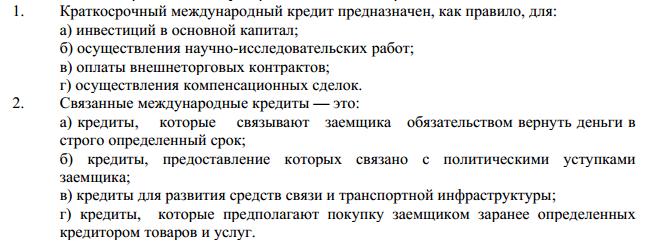 1. Краткосрочный международный кредит предназначен, как правило, для:
а) инвестиций в основной капитал;
б) осуществления научно-исследовательских работ;
в) оплаты внешнеторговых контрактов;
г) осуществления компенсационных сделок.
2. Связанные международные кредиты — это:
а) кредиты, которые связывают заемщика обязательством вернуть деньги в
строго определенный срок;
б) кредиты, предоставление которых связано с политическими уступками
заемщика;
в) кредиты для развития средств связи и транспортной инфраструктуры;
г) кредиты, которые предполагают покупку заемщиком заранее определенных
кредитором товаров и услуг.